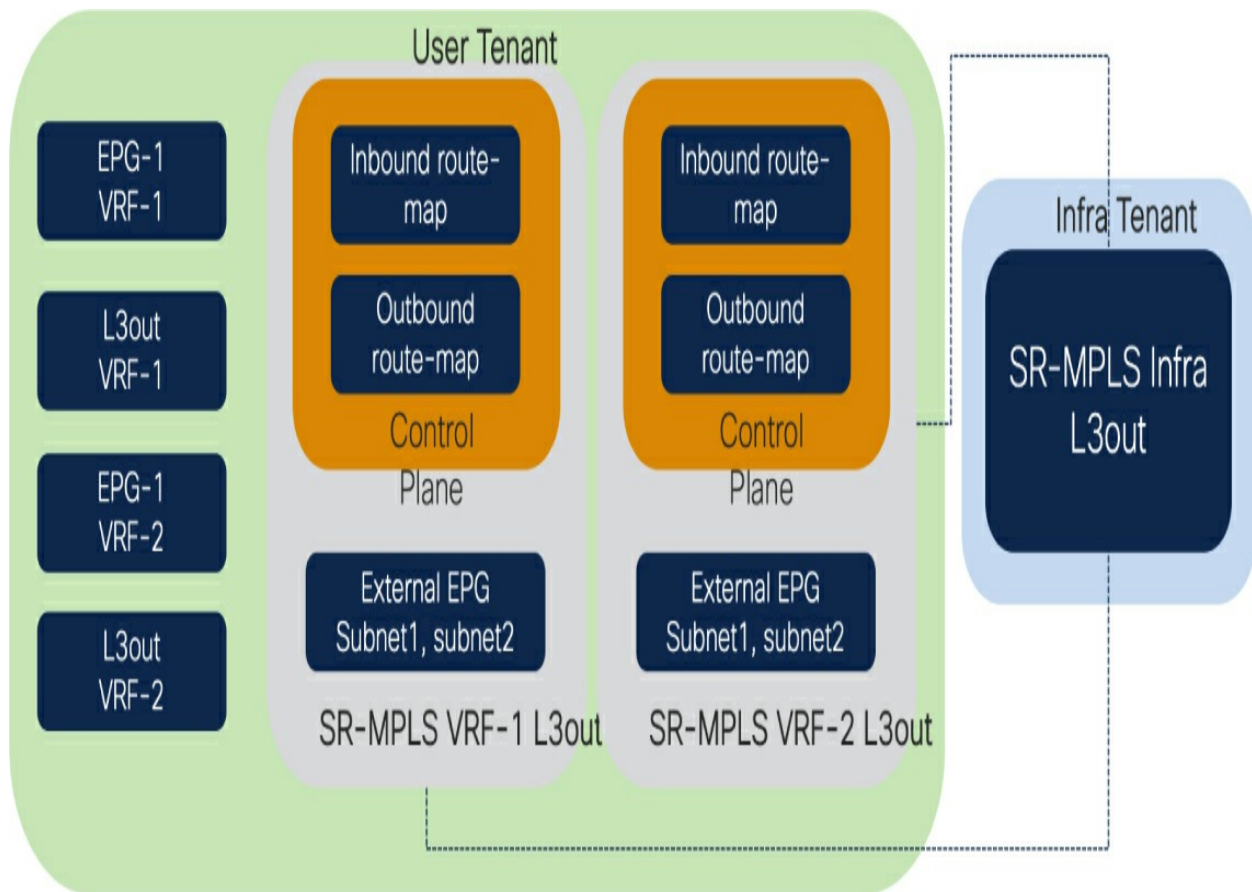 User Tenant
EPG-1
VRF-1
L3out
VRF-1
EPG-1
VRF-2
L3out
VRF-2
Inbound route-
map
Outbound
route-map
Control
Plane
External EPG
Subnet1, subnet2
SR-MPLS VRF-1 L3out
Inbound route-
map
Outbound
route-map
Control
Plane
External EPG
Subnet1, subnet2
SR-MPLS VRF-2 L3out
Infra Tenant
SR-MPLS Infra
L3out